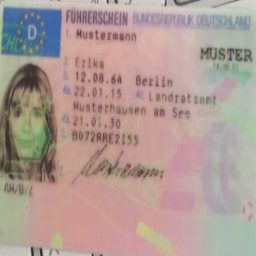 FÜHRERSCHEIN BUNDESREPUBLIK DEUTSCHLAND
1. Mustermann
MUSTER
2. Erika
3. 12.08.64 Berlin
4a. 22.01.15 4c. Landratsamt
Musterhausen am See
4b. 21.01.30
5. B072RRE2I55
7. Mustermann
D
AM/B/L